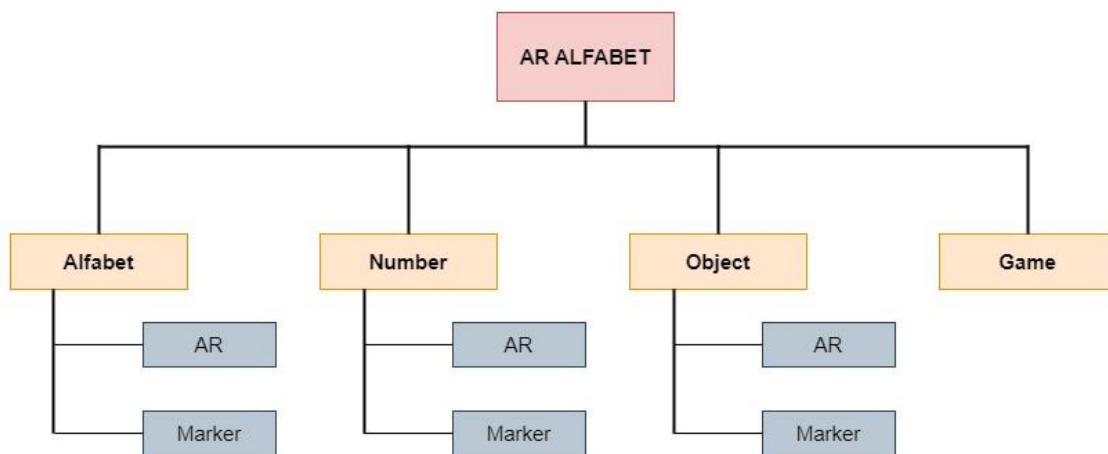 AR ALFABET
Alfabet
Number
Object
Game
AR
AR
AR
Marker
Marker
Marker